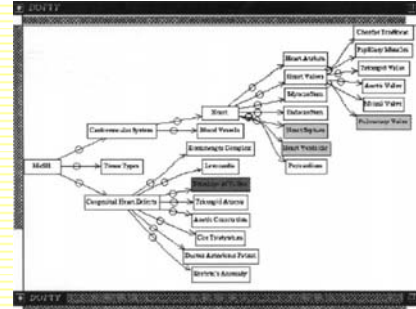 DOTTY
Chordae Tendineae
Papillary Muscles
Heart Atrium
Tricuspid Valve
Heart Valves
Aortic Valve
Myocardium
Mitral Valve
Heart
Endocardium
Pulmonary Valve
Cardiovascular System
Blood Vessels
Heart Septum
Heart Ventricle
Eisenmenger Complex
Pericardium
MeSH
Tissue Types
Levocardia
Tetralogy of Fallot
Congenital Heart Defects
Tricuspid Atresia
Aortic Coarctation
Cor Triatriatum
Ductus Arteriosus Patent
Ebstein's Anomaly
DOTTY